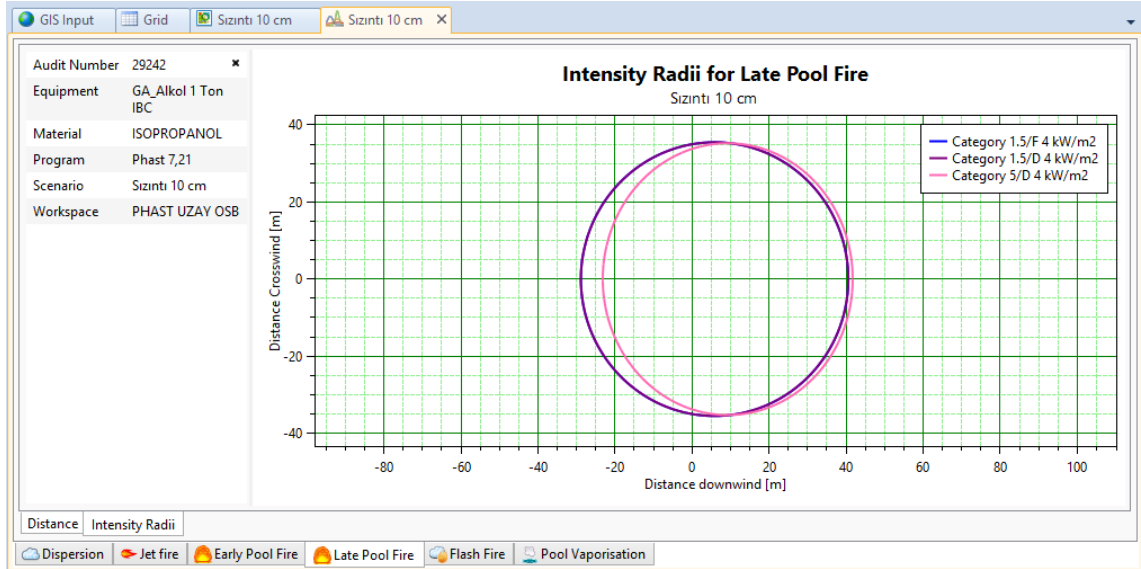 GIS Input Grid Sızıntı 10 cm Sızıntı 10 cm
Audit Number 29242
Equipment GA_Alkol 1 Ton
IBC
Material ISOPROPANOL
Program Phast 7,21
Scenario Sızıntı 10 cm
Workspace PHAST UZAY OSB
Intensity Radii for Late Pool Fire
Sızıntı 10 cm
Category 1.5/F 4 kW/m2
Category 1.5/D 4 kW/m2
Category 5/D 4 kW/m2
Distance Crosswind [m]
40
20
0
-20
-40
-80 -60 -40 -20 0 20 40 60 80 100
Distance downwind [m]
Distance Intensity Radii
Dispersion Jet fire Early Pool Fire Late Pool Fire Flash Fire Pool Vaporisation